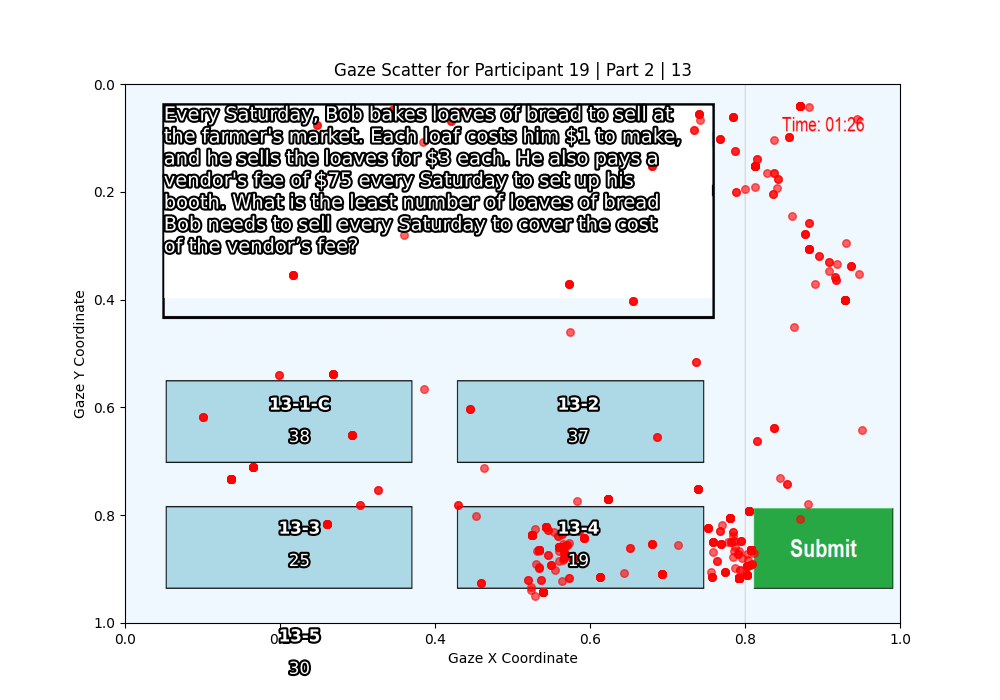 Gaze Scatter for Participant 19 | Part 2 | 13
Every Saturday, Bob bakes loaves of bread to sell at
the farmer's market. Each loaf costs him $1 to make,
and he sells the loaves for $3 each. He also pays a
vendor's fee of $75 every Saturday to set up his
booth. What is the least number of loaves of bread
Bob needs to sell every Saturday to cover the cost
of the vendor's fee?
Time: 01:26
13-1-C
38
13-2
37
13-3
25
13-4
19
Submit
13-5
30
0.0
0.2
0.4
0.6
0.8
1.0
Gaze Y Coordinate
0.0
0.2
0.4
0.6
0.8
1.0
Gaze X Coordinate